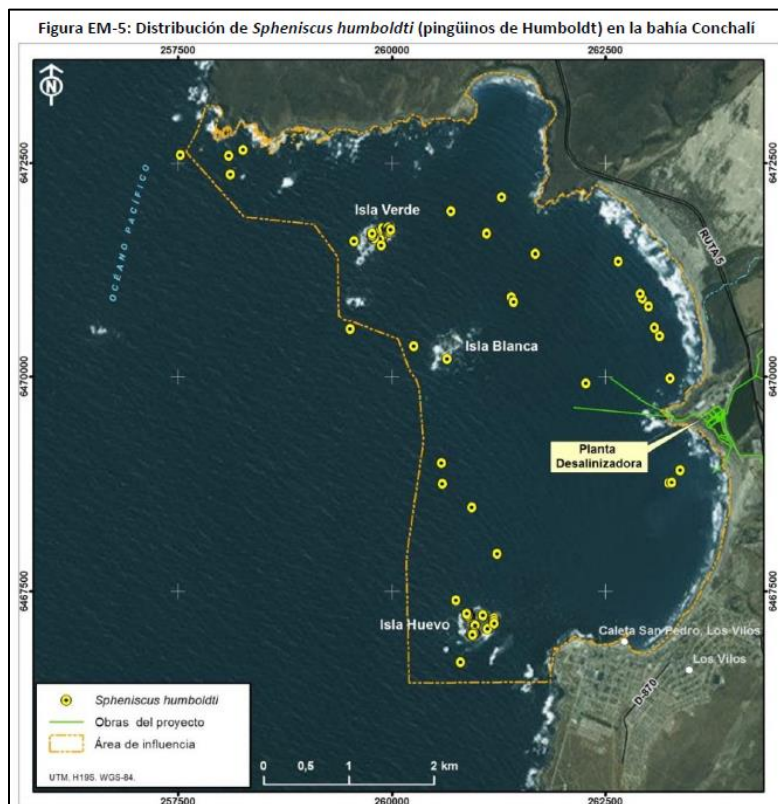 Figura EM-5: Distribución de Spheniscus humboldti (pingüinos de Humboldt) en la bahía Conchalí
257500
260000
262500
N
6472500
6472500
OCÉANO PACÍFICO
Isla Verde
RUTA 5
Isla Blanca
6470000
6470000
Planta
Desalinizadora
6467500
6467500
Isla Huevo
Caleta San Pedro, Los Vilos
Los Vilos
D-870
Spheniscus humboldti
Obras del proyecto
Área de influencia
UTM. H19S. WGS-84.
0 0,5 1 2 km
257500
260000
262500